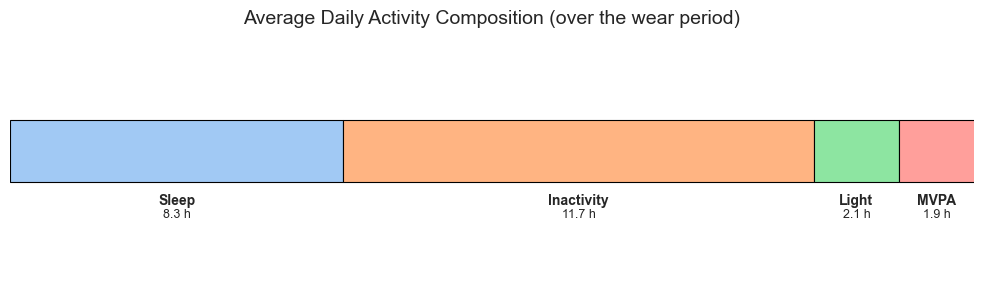 Average Daily Activity Composition (over the wear period)
Sleep
8.3 h
Inactivity
11.7 h
Light
2.1 h
MVPA
1.9 h